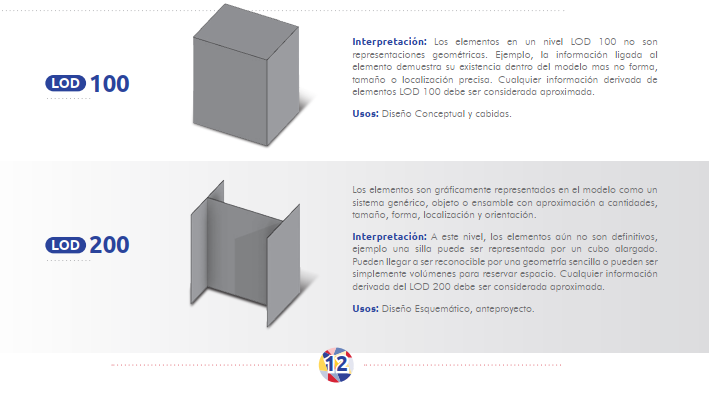 LOD 100
Interpretación: Los elementos en un nivel LOD 100 no son
representaciones geométricas. Ejemplo, la información ligada al
elemento demuestra su existencia dentro del modelo mas no forma,
tamaño o localización precisa. Cualquier información derivada de
elementos LOD 100 debe ser considerada aproximada.
Usos: Diseño Conceptual y cabidas.
LOD 200
Los elementos son gráficamente representados en el modelo como un
sistema genérico, objeto o ensamble con aproximación a cantidades,
tamaño, forma, localización y orientación.
Interpretación: A este nivel, los elementos aún no son definitivos,
ejemplo una silla puede ser representada por un cubo alargado.
Pueden llegar a ser reconocible por una geometría sencilla o pueden ser
simplemente volúmenes para reservar espacio. Cualquier información
derivada del LOD 200 debe ser considerada aproximada.
Usos: Diseño Esquemático, anteproyecto.
12